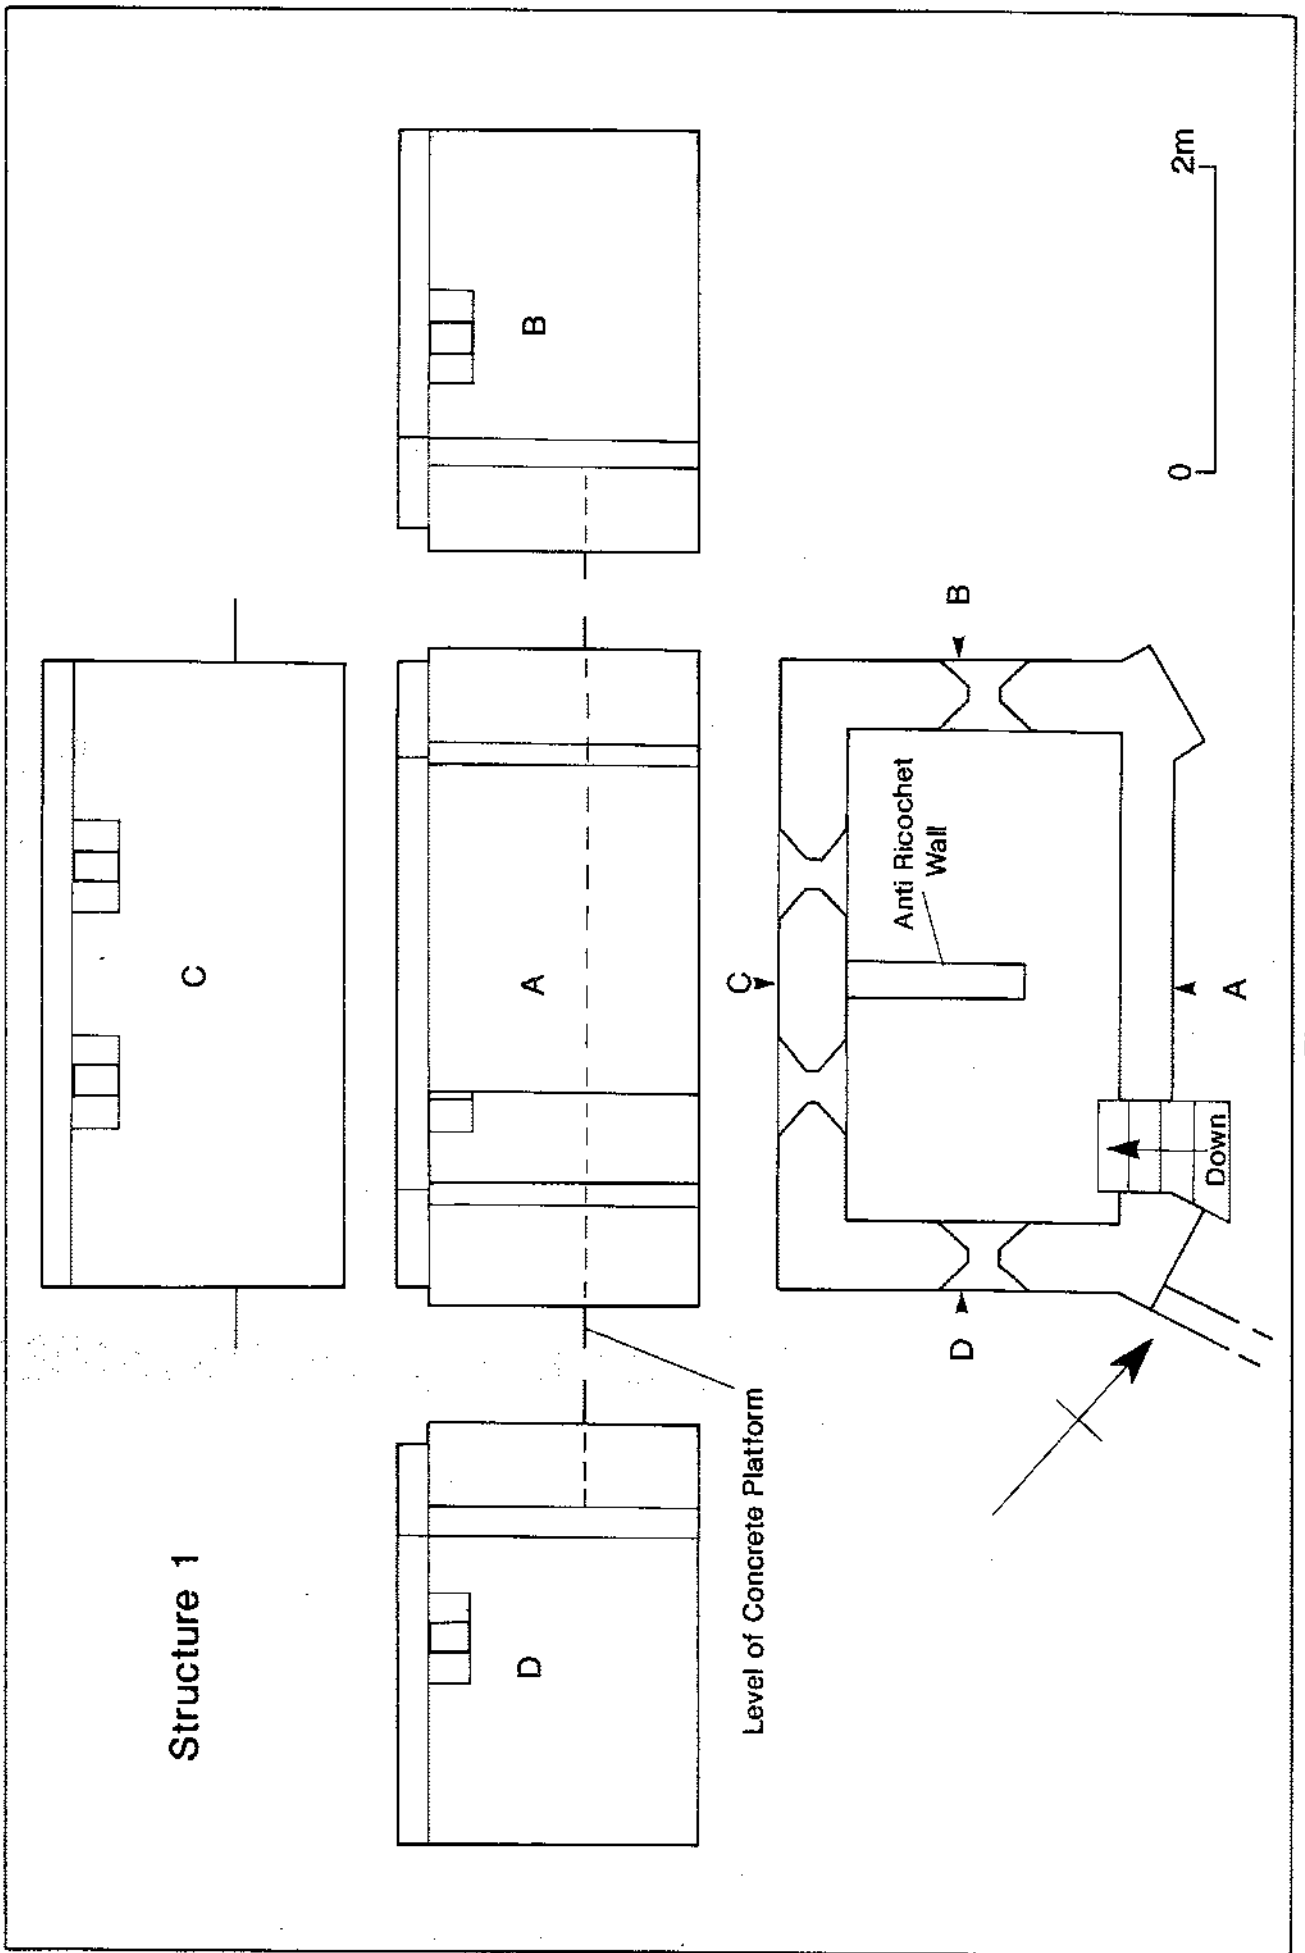 Structure 1
C
D
A
B
Level of Concrete Platform
C
Anti Ricochet
Wall
D
B
Down
A
0
2m